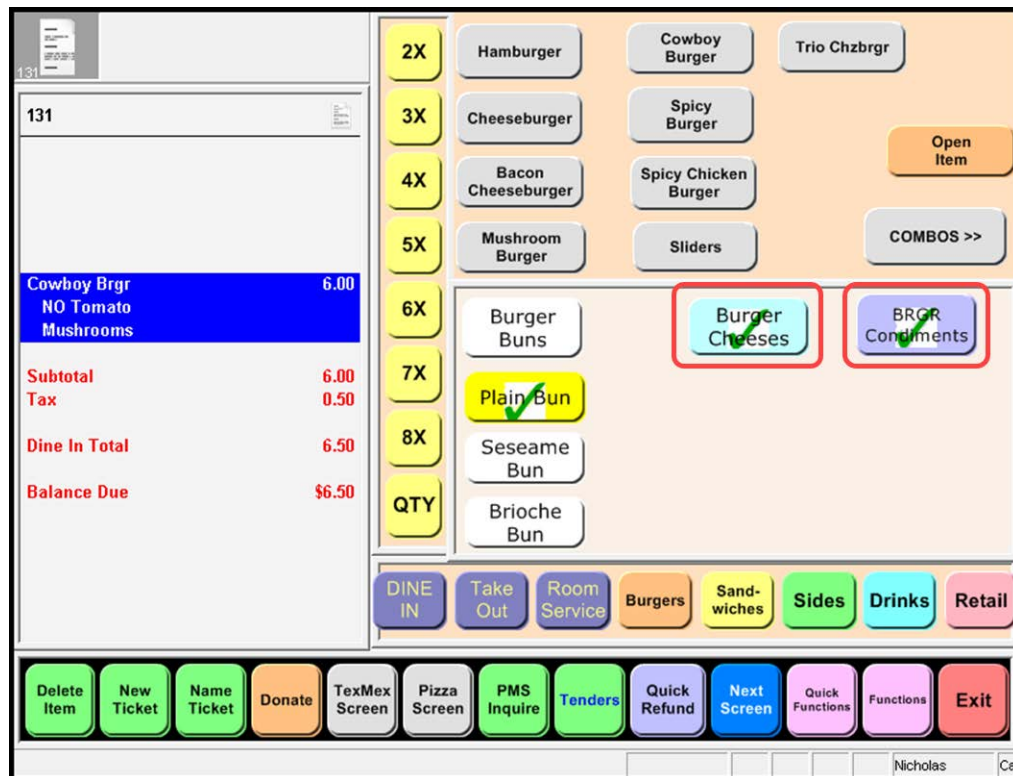 131
131
Cowboy Brgr 6.00
NO Tomato
Mushrooms
Subtotal 6.00
Tax 0.50
Dine In Total 6.50
Balance Due $6.50
2X
3X
4X
5X
6X
7X
8X
QTY
Hamburger
Cowboy
Burger
Trio Chzbrgr
Cheeseburger
Spicy
Burger
Open
Item
Bacon
Cheeseburger
Spicy Chicken
Burger
Mushroom
Burger
Sliders
COMBOS >>
Burger
Buns
Burger
Cheeses
BRGR
Condiments
Plain Bun
Seseame
Bun
Brioche
Bun
DINE
IN
Take
Out
Room
Service
Burgers
Sand-
wiches
Sides
Drinks
Retail
Delete
Item
New
Ticket
Name
Ticket
Donate
TexMex
Screen
Pizza
Screen
PMS
Inquire
Tenders
Quick
Refund
Next
Screen
Quick
Functions
Functions
Exit
Nicholas
Ca